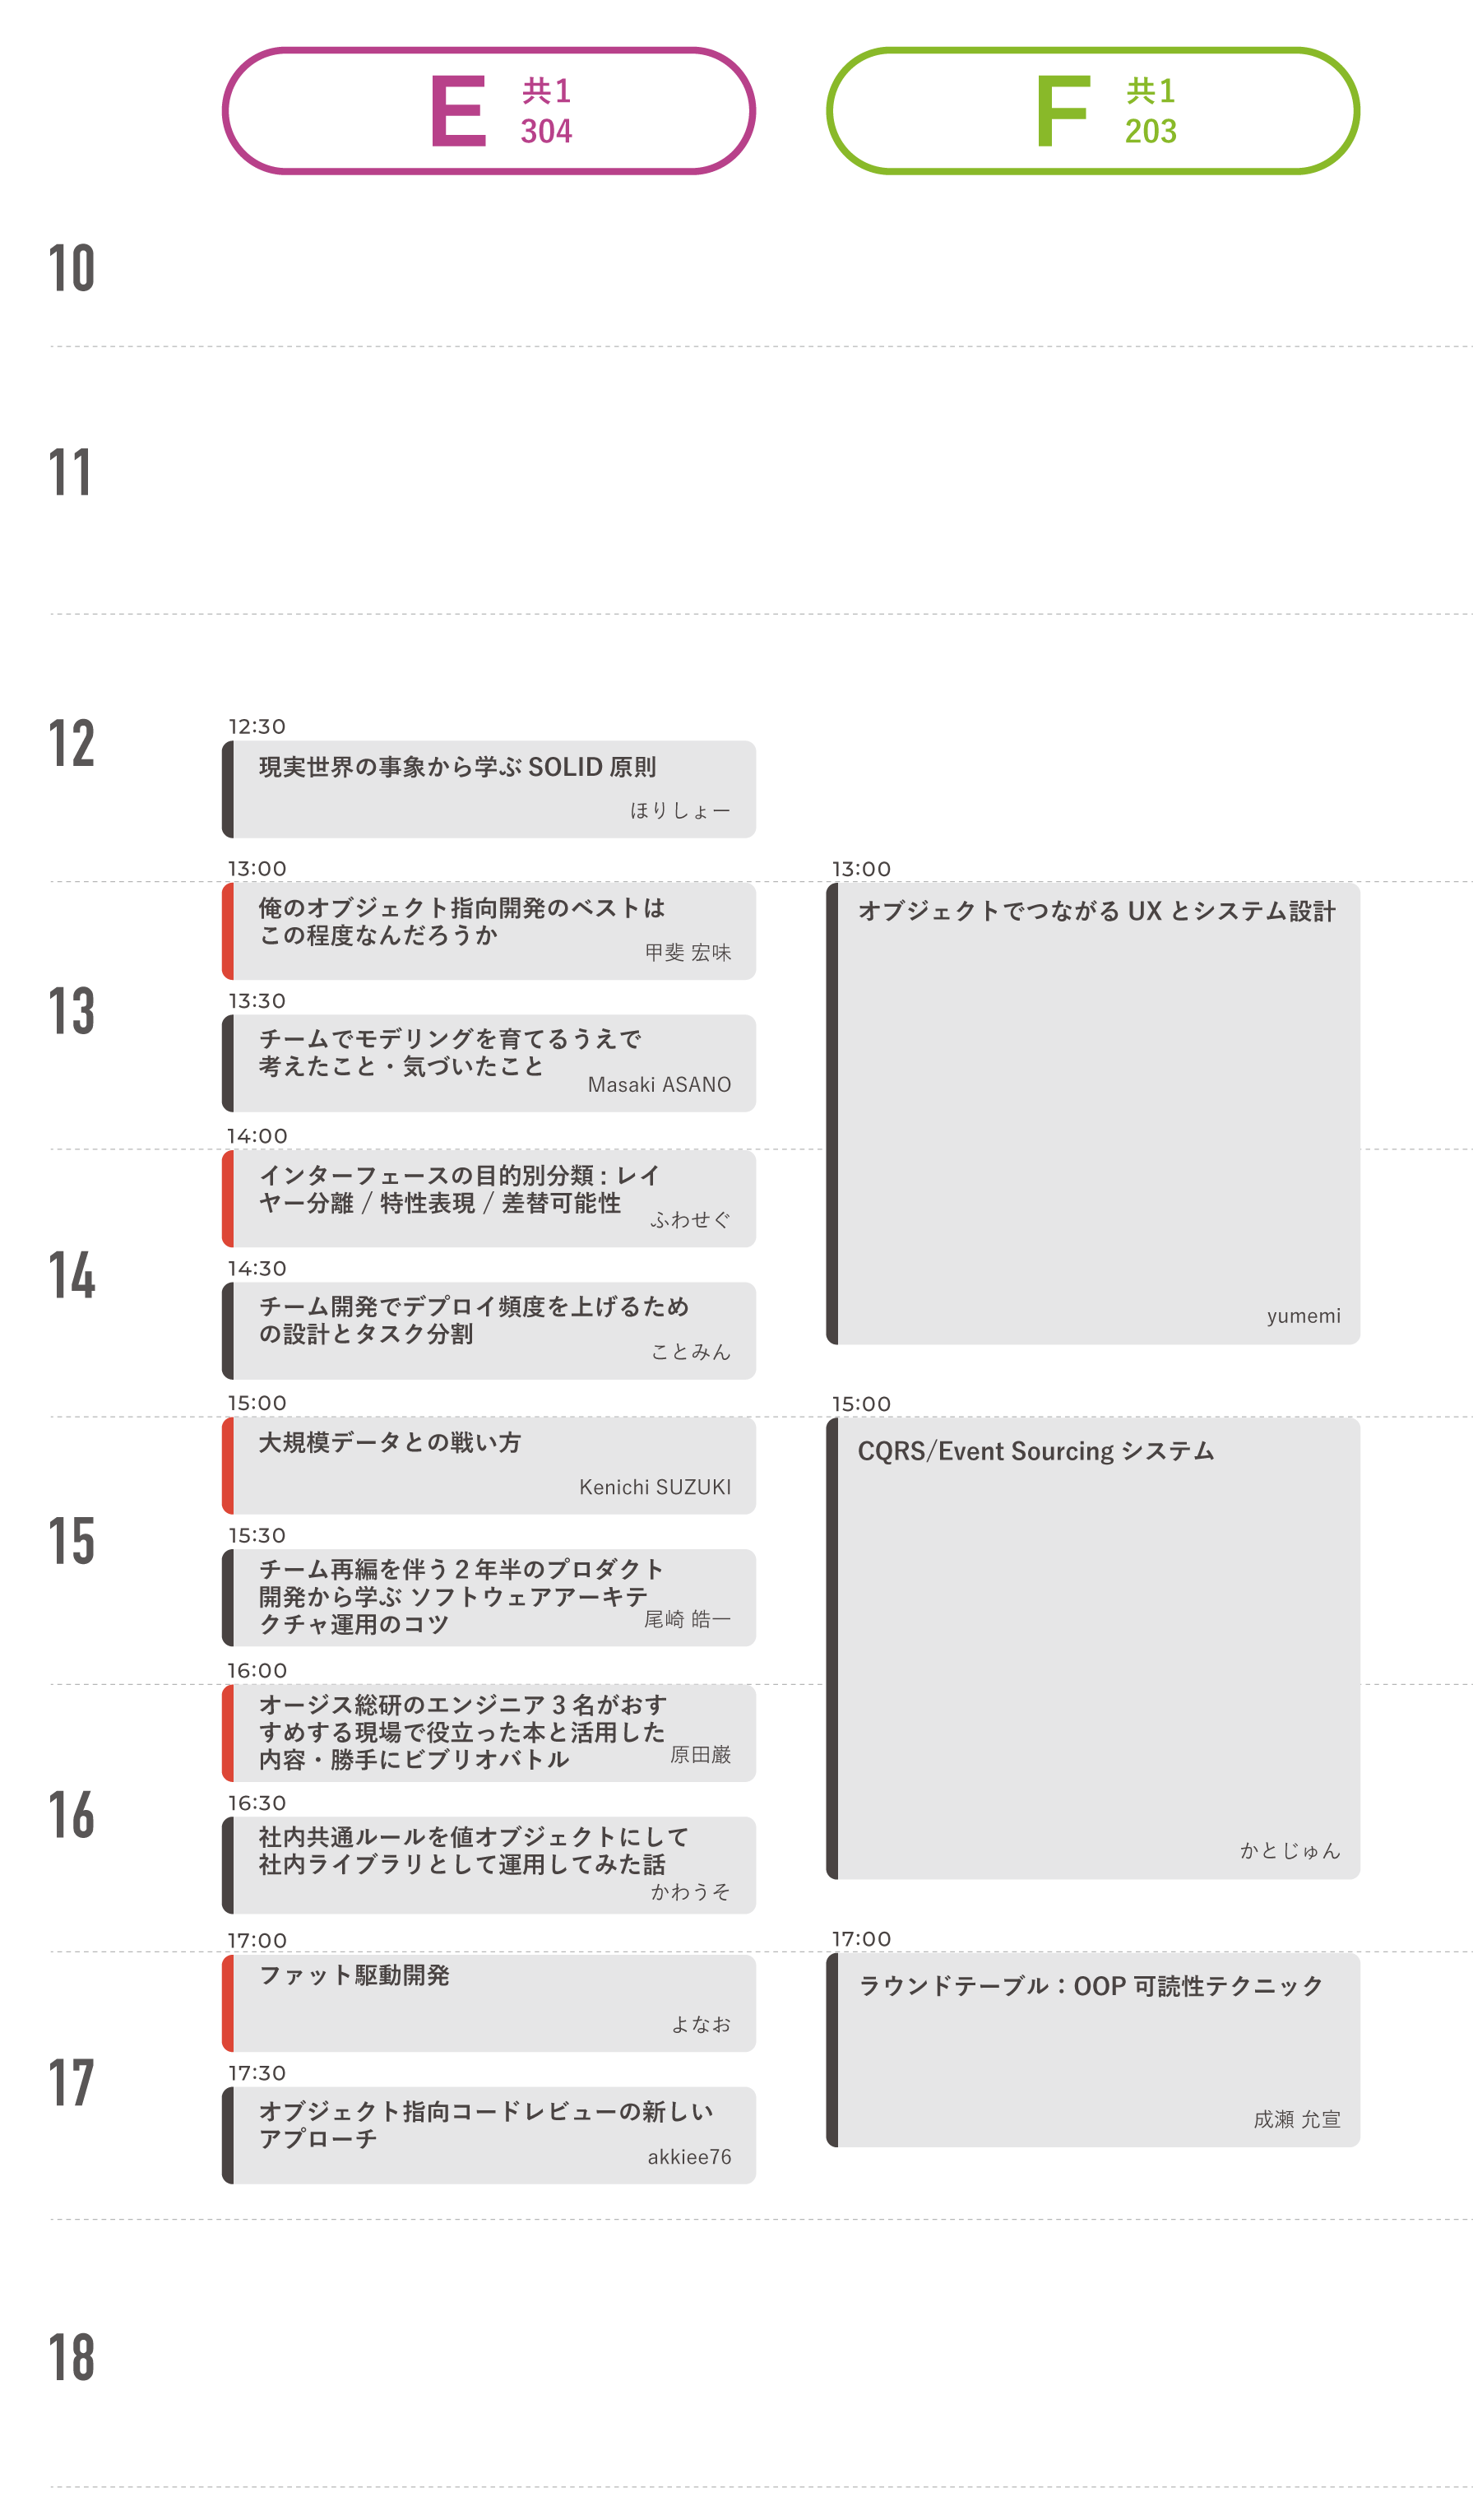 E 共1
304
F 共1
203
10
11
12
12:30
現実世界の事象から学ぶ SOLID 原則
ほりしょー
13
13:00
俺のオブジェクト指向開発のベストは
この程度なんだろうか
甲斐 宏味
13:30
チームでモデリングを育てるうえで
考えたこと・気づいたこと
Masaki ASANO
13:00
オブジェクトでつながる UX とシステム設計
yumemi
14
14:00
インターフェースの目的別分類 : レイ
ヤー分離 / 特性表現 / 差替可能性
ふわせぐ
14:30
チーム開発でデプロイ頻度を上げるため
の設計とタスク分割
ことみん
15
15:00
大規模データとの戦い方
Kenichi SUZUKI
15:30
チーム再編を伴う 2 年半のプロダクト
開発から学ぶ ソフトウェアアーキテ
クチャ運用のコツ
尾崎 皓一
15:00
CQRS/Event Sourcing システム
かとじゅん
16
16:00
オージス総研のエンジニア 3 名がおす
すめする現場で役立った本と活用した
内容・勝手にビブリオバトル
原田巌
16:30
社内共通ルールを値オブジェクトにして
社内ライブラリとして運用してみた話
かわうそ
17
17:00
ファット駆動開発
よなお
17:30
オブジェクト指向コードレビューの新しい
アプローチ
akkiee76
17:00
ラウンドテーブル：OOP 可読性テクニック
成瀬 允宣
18